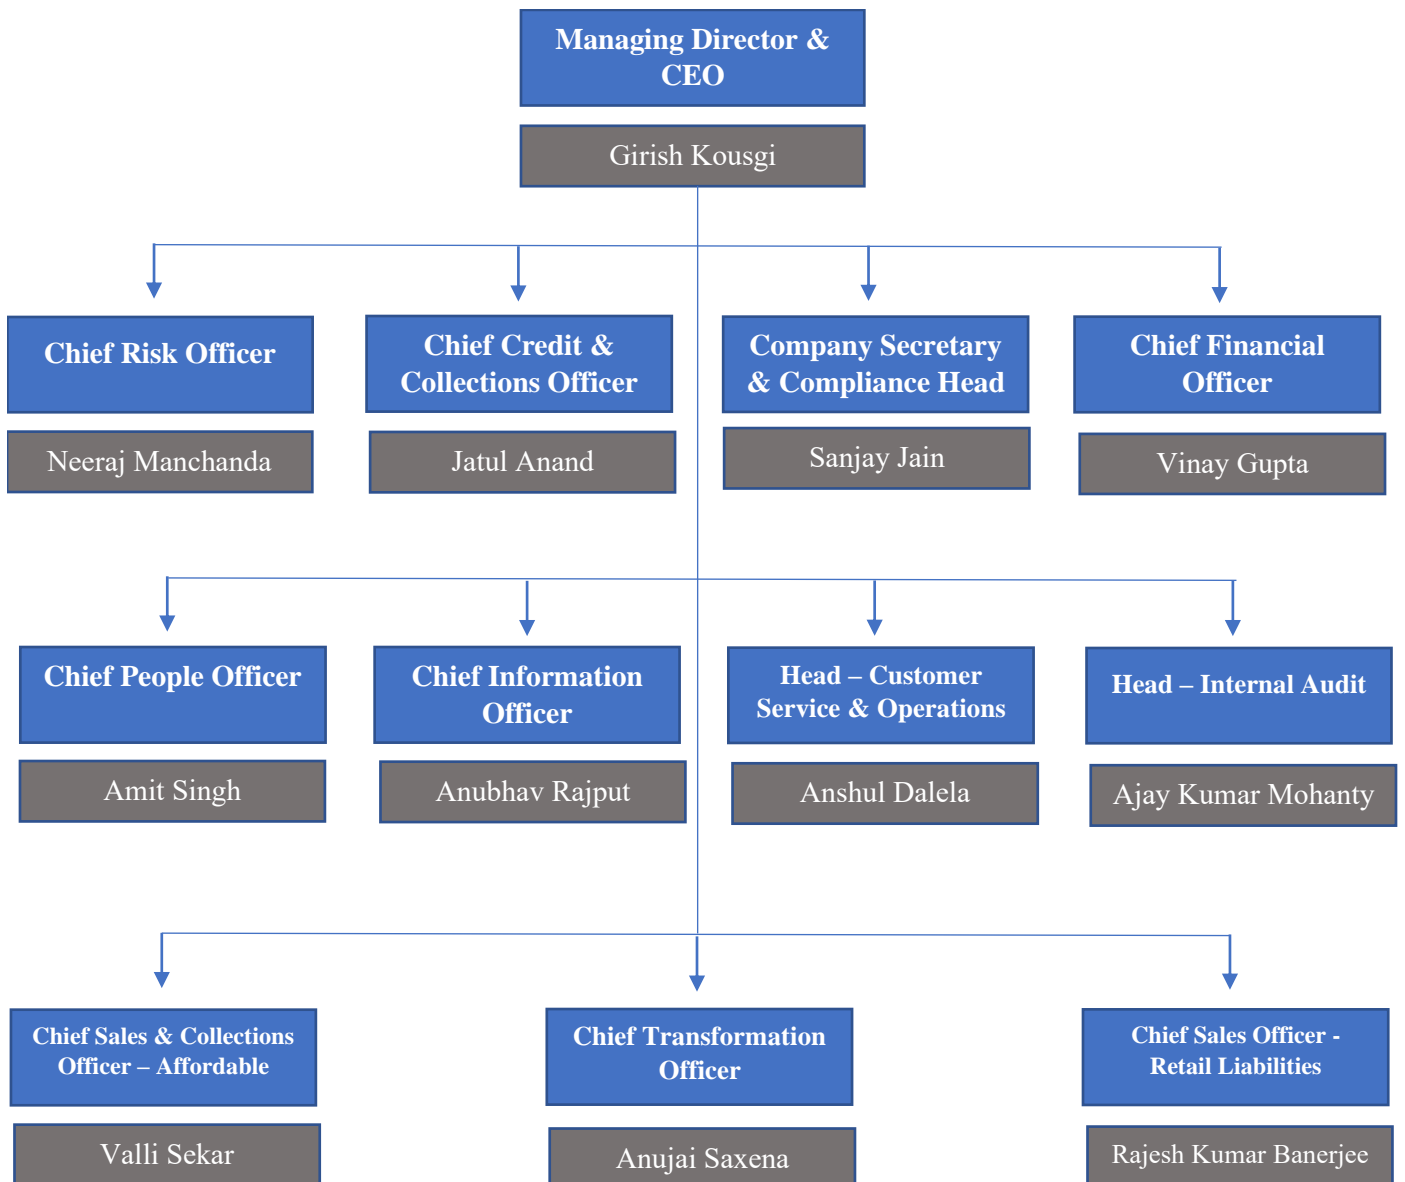 Managing Director &
CEO
Girish Kousgi
Chief Risk Officer
Neeraj Manchanda
Chief Credit &
Collections Officer
Jatul Anand
Company Secretary
& Compliance Head
Sanjay Jain
Chief Financial
Officer
Vinay Gupta
Chief People Officer
Amit Singh
Chief Information
Officer
Anubhav Rajput
Head – Customer
Service & Operations
Anshul Dalela
Head – Internal Audit
Ajay Kumar Mohanty
Chief Sales & Collections
Officer – Affordable
Valli Sekar
Chief Transformation
Officer
Anujai Saxena
Chief Sales Officer -
Retail Liabilities
Rajesh Kumar Banerjee